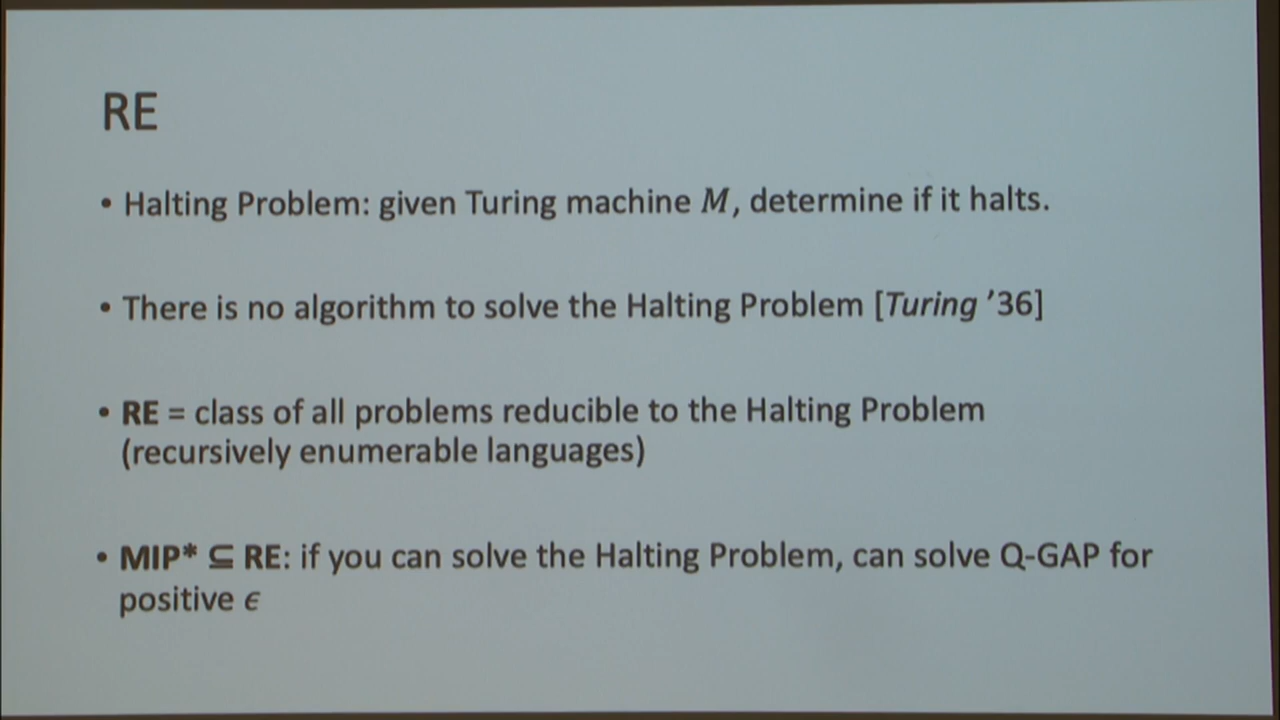 RE
• Halting Problem: given Turing machine M, determine if it halts.
• There is no algorithm to solve the Halting Problem [Turing ’36]
• RE = class of all problems reducible to the Halting Problem
(recursively enumerable languages)
• MIP* ⊆ RE: if you can solve the Halting Problem, can solve Q-GAP for
positive ϵ